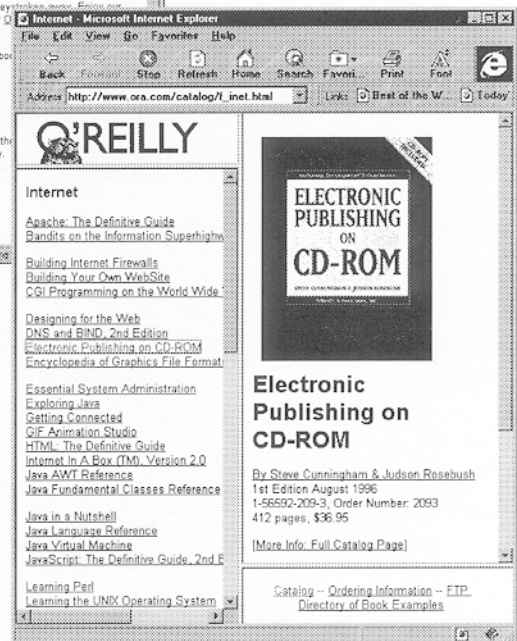 Internet - Microsoft Internet Explorer
File Edit View Go Favorites Help
Back Forward Stop Refresh Home Search Favori... Print Font
Address http://www.ora.com/catalog/f_inet.html Links Best of the W... Today'
O'REILLY
Internet
Apache: The Definitive Guide
Bandits on the Information Superhighw
Building Internet Firewalls
Building Your Own WebSite
CGI Programming on the World Wide
Designing for the Web
DNS and BIND, 2nd Edition
Electronic Publishing on CD-ROM
Encyclopedia of Graphics File Format
Essential System Administration
Exploring Java
Getting Connected
GIF Animation Studio
HTML: The Definitive Guide
Internet In A Box (TM), Version 2.0
Java AWT Reference
Java Fundamental Classes Reference
Java in a Nutshell
Java Language Reference
Java Virtual Machine
JavaScript: The Definitive Guide, 2nd E
Learning Perl
Learning the UNIX Operating System
CD-ROM
INCLUDED
ELECTRONIC
PUBLISHING
ON
CD-ROM
STEVE CUNNINGHAM & JUDSON ROSEBUSH
Electronic
Publishing on
CD-ROM
By Steve Cunningham & Judson Rosebush
1st Edition August 1996
1-56592-209-3, Order Number: 2093
412 pages, $36.95
[More Info: Full Catalog Page]
Catalog -- Ordering Information -- FTP
Directory of Book Examples